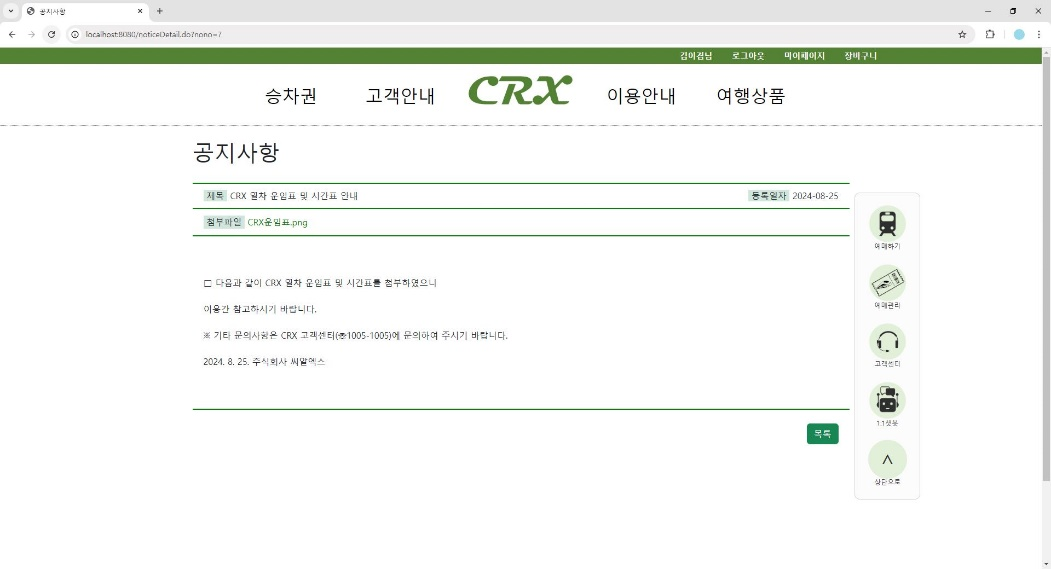 공지사항
localhost:8080/noticeDetail.do?nono=7
김이겸님 로그아웃 마이페이지 장바구니
승차권 고객안내 CRX 이용안내 여행상품
공지사항
제목 CRX 열차 운임표 및 시간표 안내 등록일자 2024-08-25
첨부파일 CRX운임표.png
□ 다음과 같이 CRX 열차 운임표 및 시간표를 첨부하였으니
이용간 참고하시기 바랍니다.
※ 기타 문의사항은 CRX 고객센터(☎1005-1005)에 문의하여 주시기 바랍니다.
2024. 8. 25. 주식회사 씨알엑스
목록
예매하기
예매관리
고객센터
1:1챗봇
상단으로